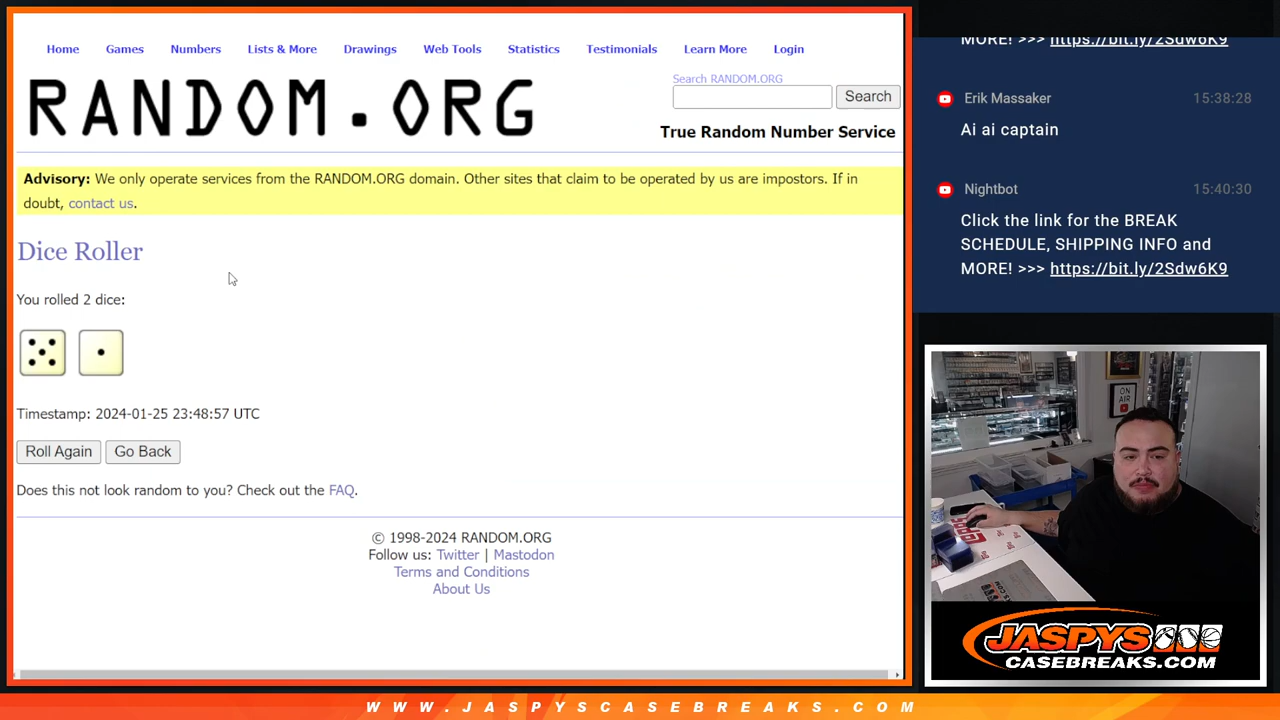 Home Games Numbers Lists & More Drawings Web Tools Statistics Testimonials Learn More Login
RANDOM.ORG
Search RANDOM.ORG
Search
True Random Number Service
Advisory: We only operate services from the RANDOM.ORG domain. Other sites that claim to be operated by us are impostors. If in
doubt, contact us.
Dice Roller
You rolled 2 dice:
Timestamp: 2024-01-25 23:48:57 UTC
Roll Again Go Back
Does this not look random to you? Check out the FAQ.
© 1998-2024 RANDOM.ORG
Follow us: Twitter | Mastodon
Terms and Conditions
About Us
MORE! >>> https://bit.ly/2Sdw6K9
Erik Massaker 15:38:28
Ai ai captain
Nightbot 15:40:30
Click the link for the BREAK
SCHEDULE, SHIPPING INFO and
MORE! >>> https://bit.ly/2Sdw6K9
ON
AIR
JASPYS
CASEBREAKS.COM
WWW.JASPYSCASEBREAKS.COM